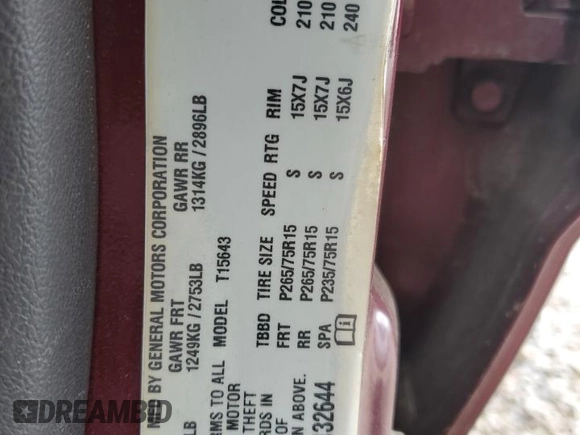 MFD BY GENERAL MOTORS CORPORATION
GAWR FRT GAWR RR
1249KG/2753LB 1314KG/2896LB
LB
RMS TO ALL MODEL T15643
MOTOR
THEFT TBBD TIRE SIZE SPEED RTG RIM COL
RDS IN FRT P265/75R15 S 15X7J 210
OF RR P265/75R15 S 15X7J 210
N ABOVE. SPA P235/75R15 S 15X6J 240
32644
DREAMBID